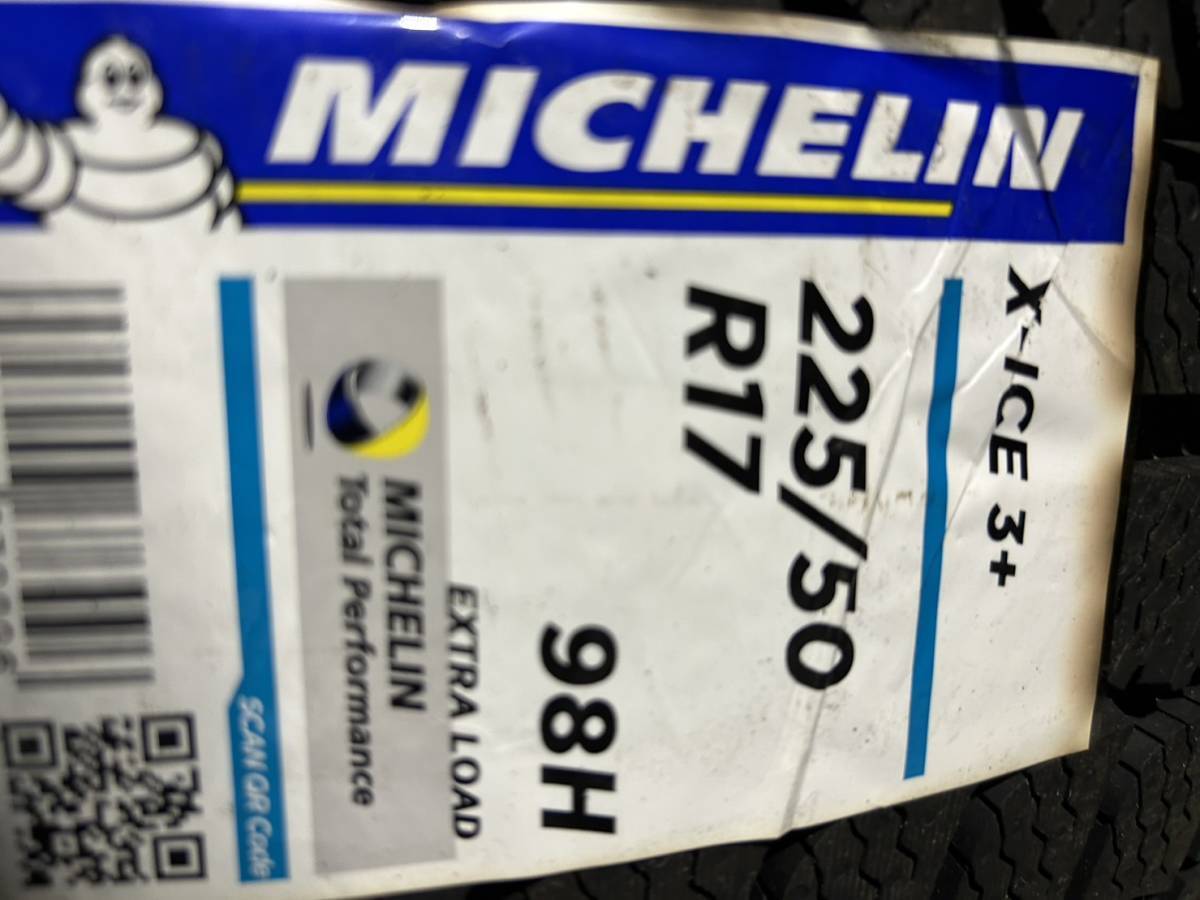 MICHELIN
X-ICE 3+
225/50
R17
98H
EXTRA LOAD
MICHELIN
Total Performance
SCAN QR Code